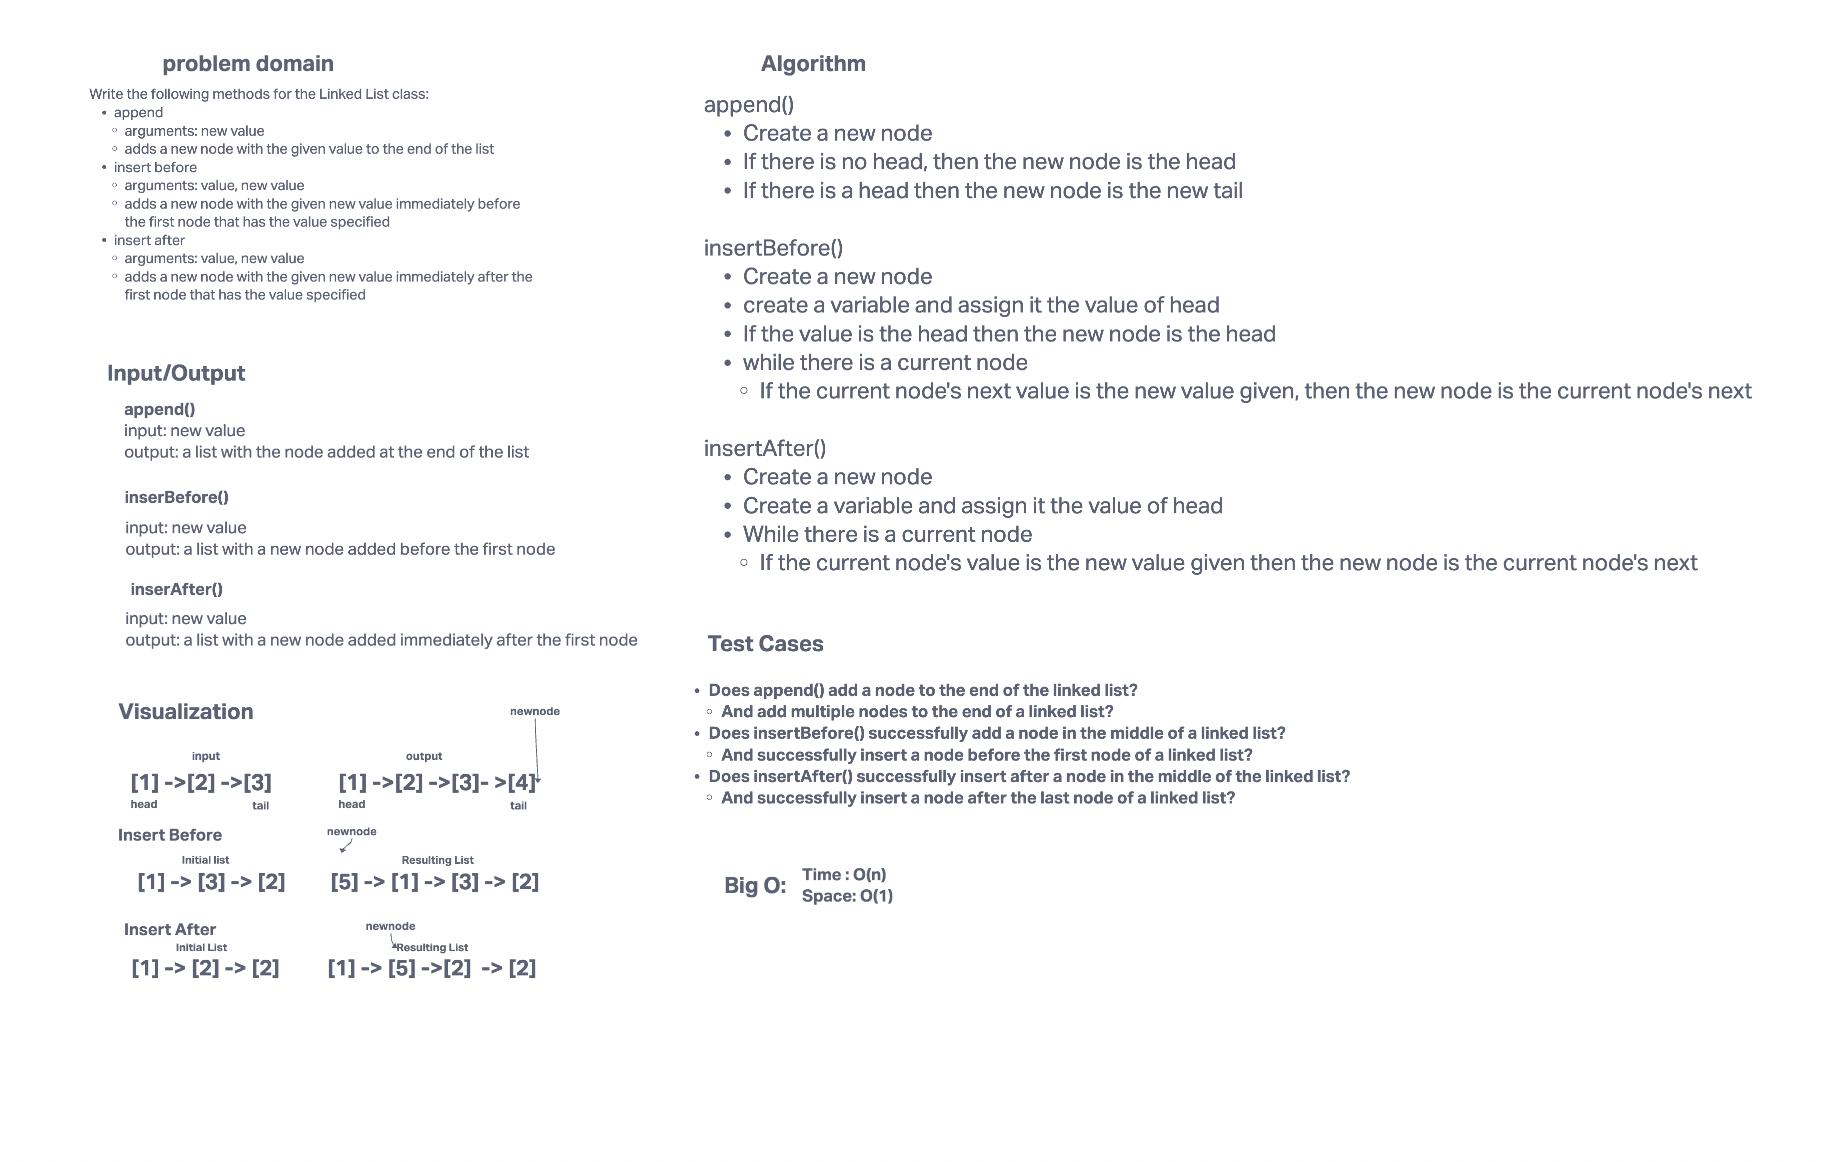 problem domain
Write the following methods for the Linked List class:
• append
◦ arguments: new value
◦ adds a new node with the given value to the end of the list
• insert before
◦ arguments: value, new value
◦ adds a new node with the given new value immediately before
the first node that has the value specified
• insert after
◦ arguments: value, new value
◦ adds a new node with the given new value immediately after the
first node that has the value specified
Input/Output
append()
input: new value
output: a list with the node added at the end of the list
inserBefore()
input: new value
output: a list with a new node added before the first node
inserAfter()
input: new value
output: a list with a new node added immediately after the first node
Visualization
newnode
input
output
[1] ->[2] ->[3]
[1] ->[2] ->[3]- >[4]
head
tail
head
tail
Insert Before
newnode
Initial list
Resulting List
[1] -> [3] -> [2]
[5] -> [1] -> [3] -> [2]
Insert After
newnode
Initial List
Resulting List
[1] -> [2] -> [2]
[1] -> [5] ->[2] -> [2]
Algorithm
append()
• Create a new node
• If there is no head, then the new node is the head
• If there is a head then the new node is the new tail
insertBefore()
• Create a new node
• create a variable and assign it the value of head
• If the value is the head then the new node is the head
• while there is a current node
◦ If the current node's next value is the new value given, then the new node is the current node's next
insertAfter()
• Create a new node
• Create a variable and assign it the value of head
• While there is a current node
◦ If the current node's value is the new value given then the new node is the current node's next
Test Cases
• Does append() add a node to the end of the linked list?
◦ And add multiple nodes to the end of a linked list?
• Does insertBefore() successfully add a node in the middle of a linked list?
◦ And successfully insert a node before the first node of a linked list?
• Does insertAfter() successfully insert after a node in the middle of the linked list?
◦ And successfully insert a node after the last node of a linked list?
Big O:
Time : O(n)
Space: O(1)